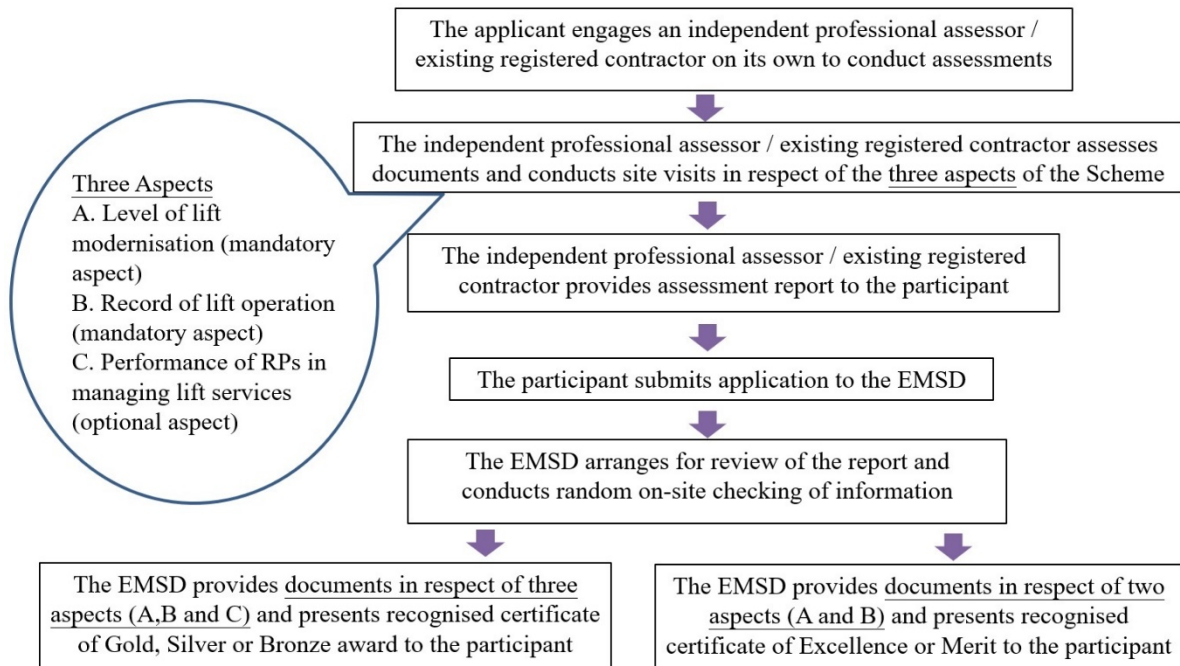 The applicant engages an independent professional assessor /
existing registered contractor on its own to conduct assessments
The independent professional assessor / existing registered contractor assesses
documents and conducts site visits in respect of the three aspects of the Scheme
Three Aspects
A. Level of lift
modernisation (mandatory
aspect)
B. Record of lift operation
(mandatory aspect)
C. Performance of RPs in
managing lift services
(optional aspect)
The independent professional assessor / existing registered
contractor provides assessment report to the participant
The participant submits application to the EMSD
The EMSD arranges for review of the report and
conducts random on-site checking of information
The EMSD provides documents in respect of three
aspects (A,B and C) and presents recognised certificate
of Gold, Silver or Bronze award to the participant
The EMSD provides documents in respect of two
aspects (A and B) and presents recognised
certificate of Excellence or Merit to the participant